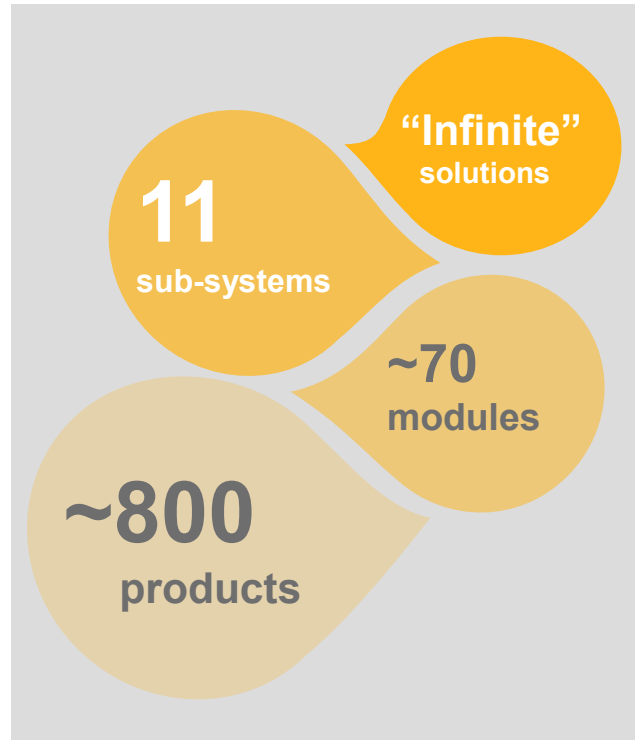 “Infinite”
solutions
11
sub-systems
~70
modules
~800
products